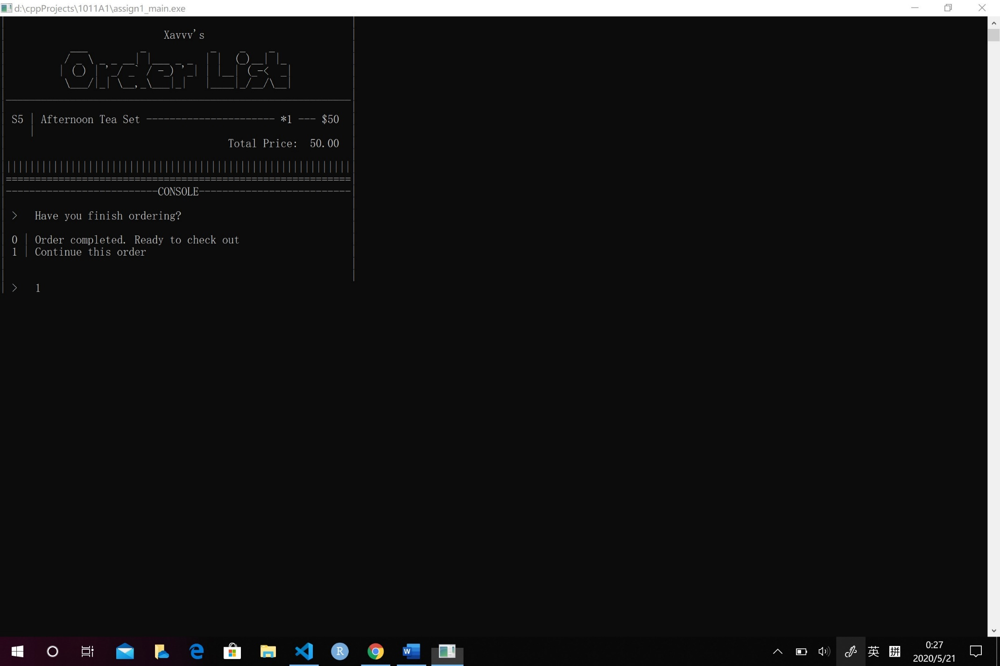 d:\cppProjects\1011A1\assign1_main.exe
Xavvv's
Order List
S5 | Afternoon Tea Set ---------------------- *1 --- $50
Total Price:  50.00
--------------------------CONSOLE--------------------------
>   Have you finish ordering?
0 | Order completed. Ready to check out
1 | Continue this order
>   1
英 拼 0:27
2020/5/21